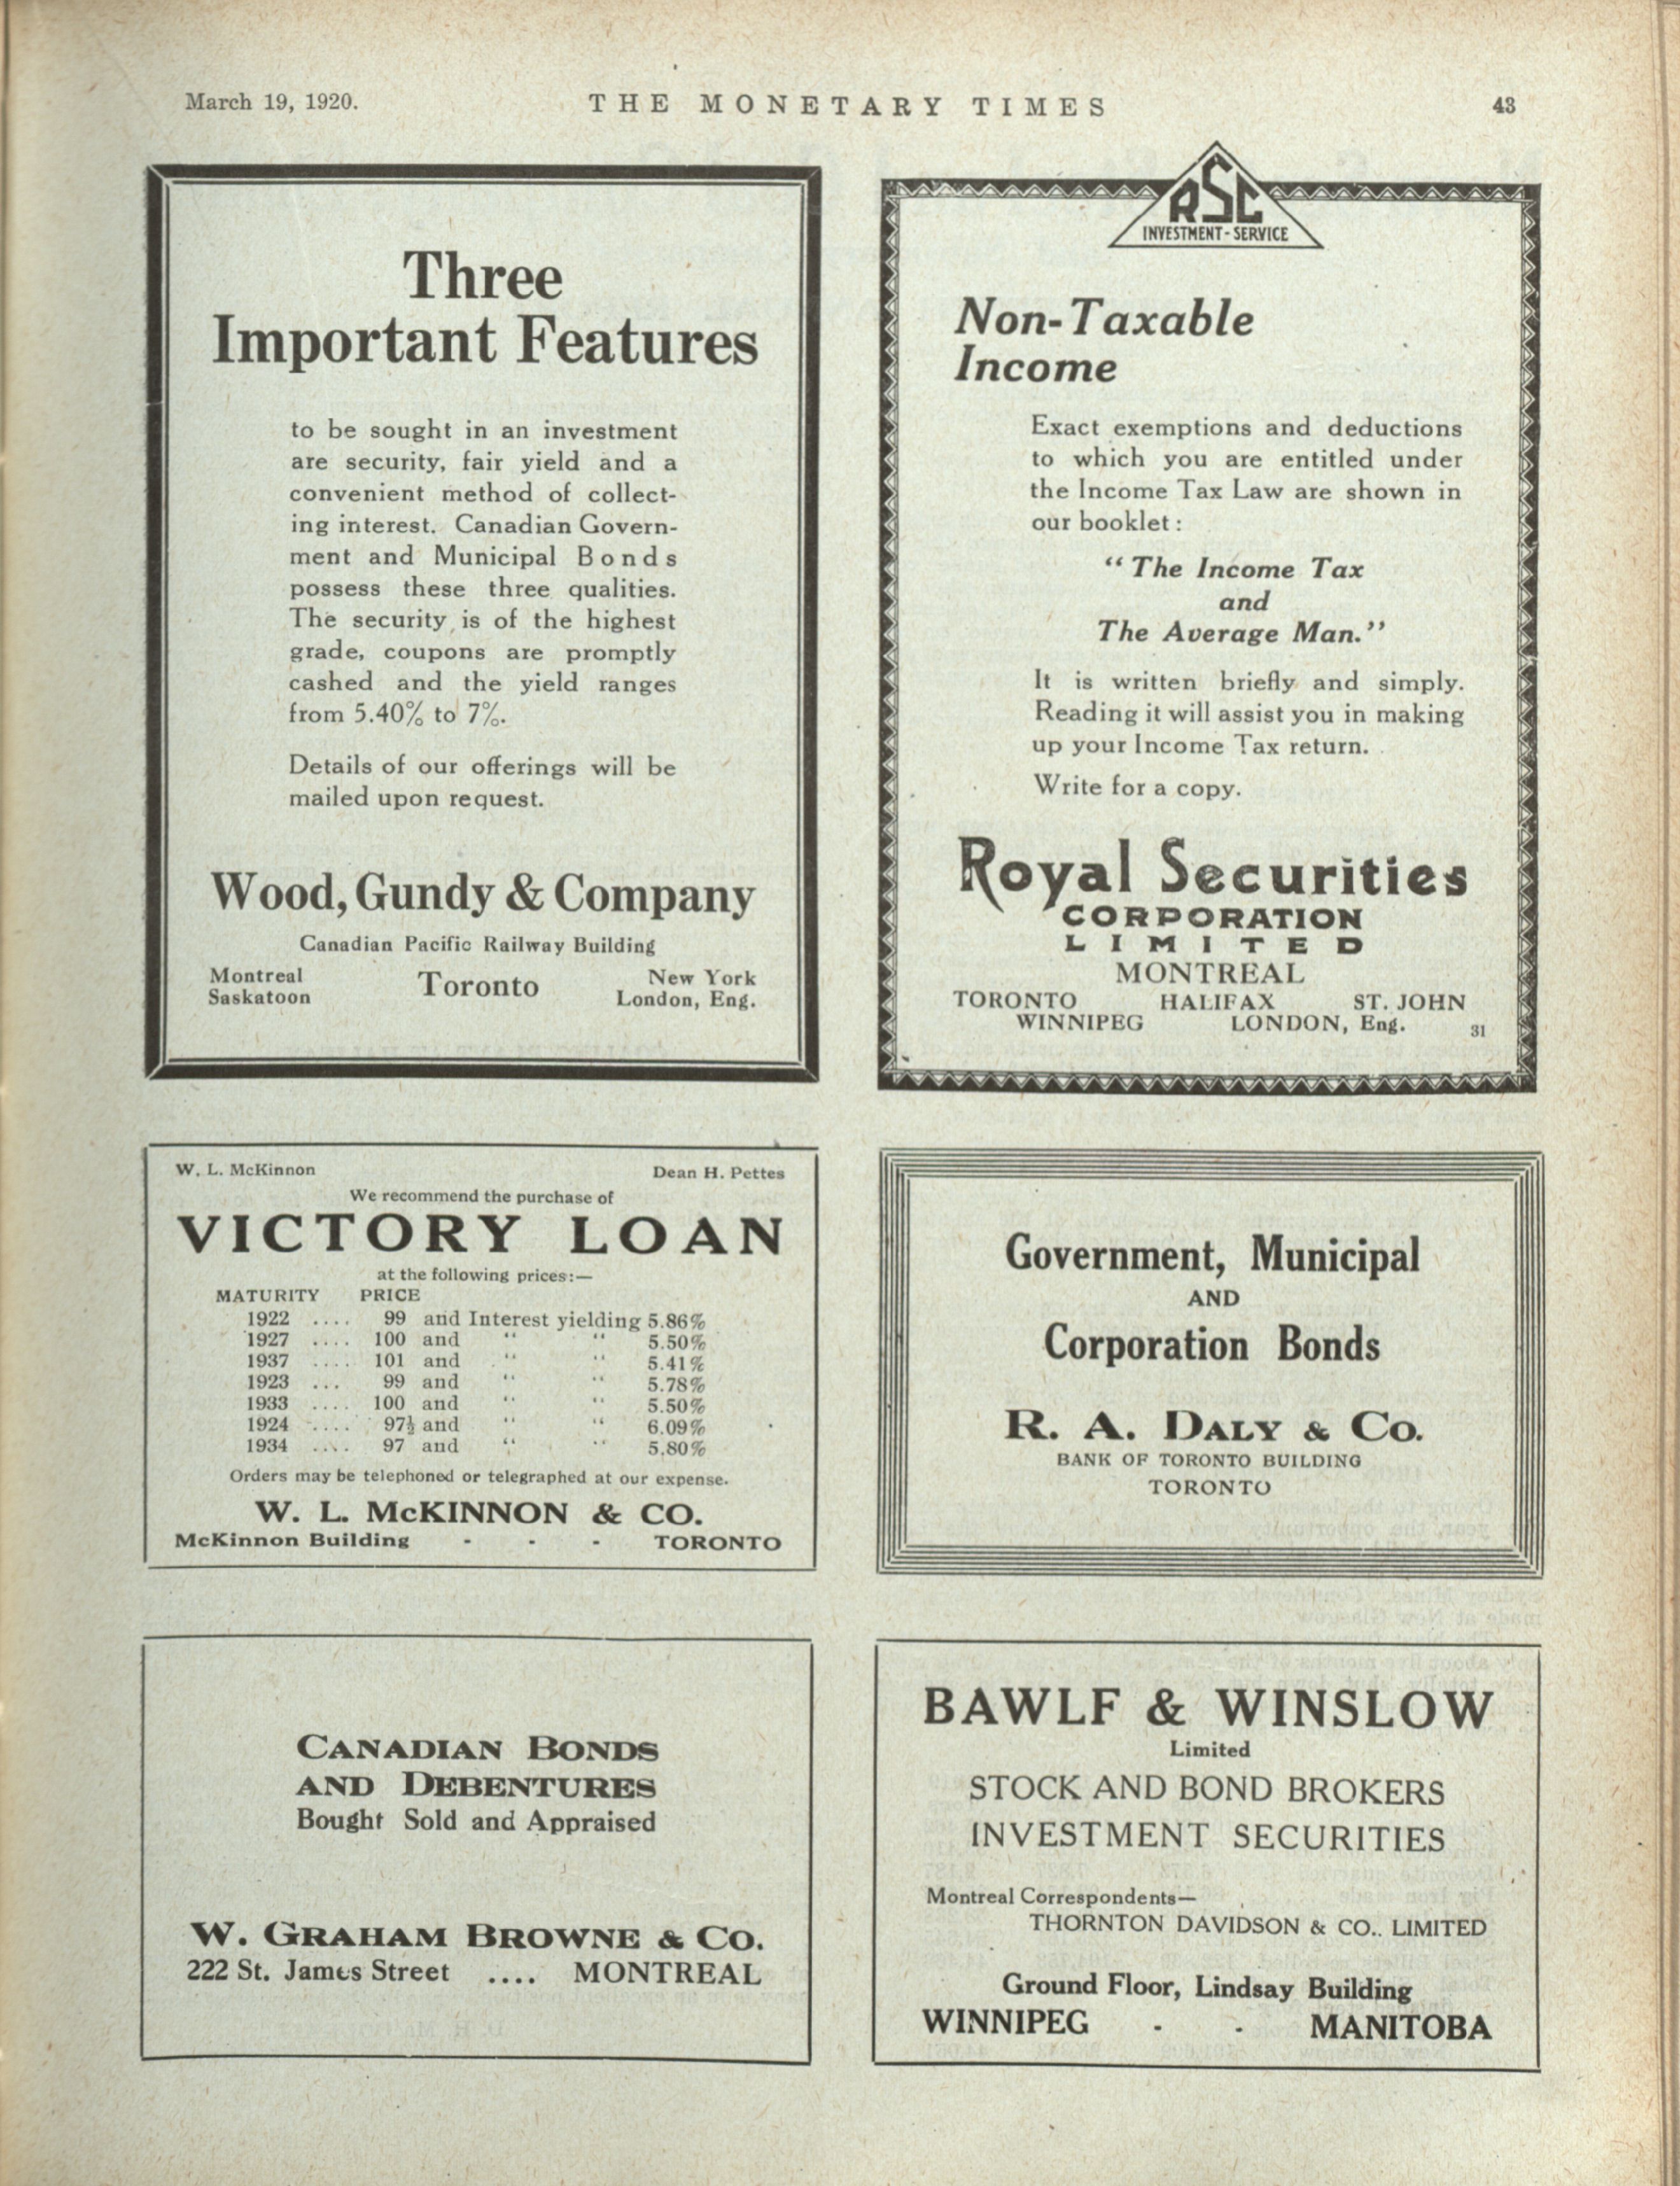 March 19, 1920.
THE MONETARY TIMES
43
Three
Important Features
to be sought in an investment
are security, fair yield and a
convenient method of collect-
ing interest. Canadian Govern-
ment and Municipal Bonds
possess these three qualities.
The security is of the highest
grade, coupons are promptly
cashed and the yield ranges
from 5.40% to 7%.
Details of our offerings will be
mailed upon request.
Wood, Gundy & Company
Canadian Pacific Railway Building
Montreal Toronto New York
Saskatoon London, Eng.
RSC
INVESTMENT-SERVICE
Non-Taxable
Income
Exact exemptions and deductions
to which you are entitled under
the Income Tax Law are shown in
our booklet:
"The Income Tax
and
The Average Man."
It is written briefly and simply.
Reading it will assist you in making
up your Income Tax return.
Write for a copy.
Royal Securities
CORPORATION
LIMITED
MONTREAL
TORONTO HALIFAX ST. JOHN
WINNIPEG LONDON, Eng. 31
W. L. McKinnon Dean H. Pettes
We recommend the purchase of
VICTORY LOAN
at the following prices:—
MATURITY PRICE
1922 .... 99 and Interest yielding 5.86%
1927 .... 100 and " " 5.50%
1937 .... 101 and " " 5.41%
1923 ... 99 and " " 5.78%
1933 .... 100 and " " 5.50%
1924 .... 97½ and " " 6.09%
1934 .... 97 and " " 5.80%
Orders may be telephoned or telegraphed at our expense.
W. L. McKINNON & CO.
McKinnon Building - - - TORONTO
Government, Municipal
AND
Corporation Bonds
R. A. DALY & CO.
BANK OF TORONTO BUILDING
TORONTO
CANADIAN BONDS
AND DEBENTURES
Bought Sold and Appraised
W. GRAHAM BROWNE & CO.
222 St. James Street .... MONTREAL
BAWLF & WINSLOW
Limited
STOCK AND BOND BROKERS
INVESTMENT SECURITIES
Montreal Correspondents—
THORNTON DAVIDSON & CO.. LIMITED
Ground Floor, Lindsay Building
WINNIPEG - - MANITOBA